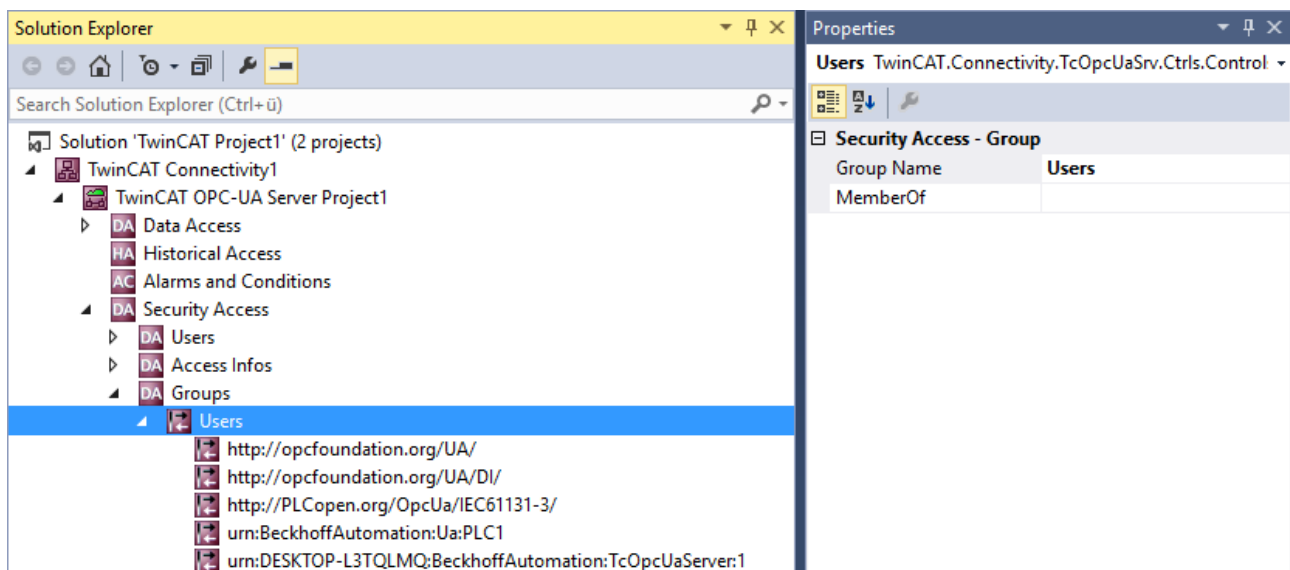 Solution Explorer
Search Solution Explorer (Ctrl+ü)
Solution 'TwinCAT Project1' (2 projects)
TwinCAT Connectivity1
TwinCAT OPC-UA Server Project1
DA Data Access
HA Historical Access
AC Alarms and Conditions
DA Security Access
DA Users
DA Access Infos
DA Groups
Users
http://opcfoundation.org/UA/
http://opcfoundation.org/UA/DI/
http://PLCopen.org/OpcUa/IEC61131-3/
urn:BeckhoffAutomation:Ua:PLC1
urn:DESKTOP-L3TQLMQ:BeckhoffAutomation:TcOpcUaServer:1
Properties
Users TwinCAT.Connectivity.TcOpcUaSrv.Ctrls.Control
AZ
Security Access - Group
Group Name Users
MemberOf